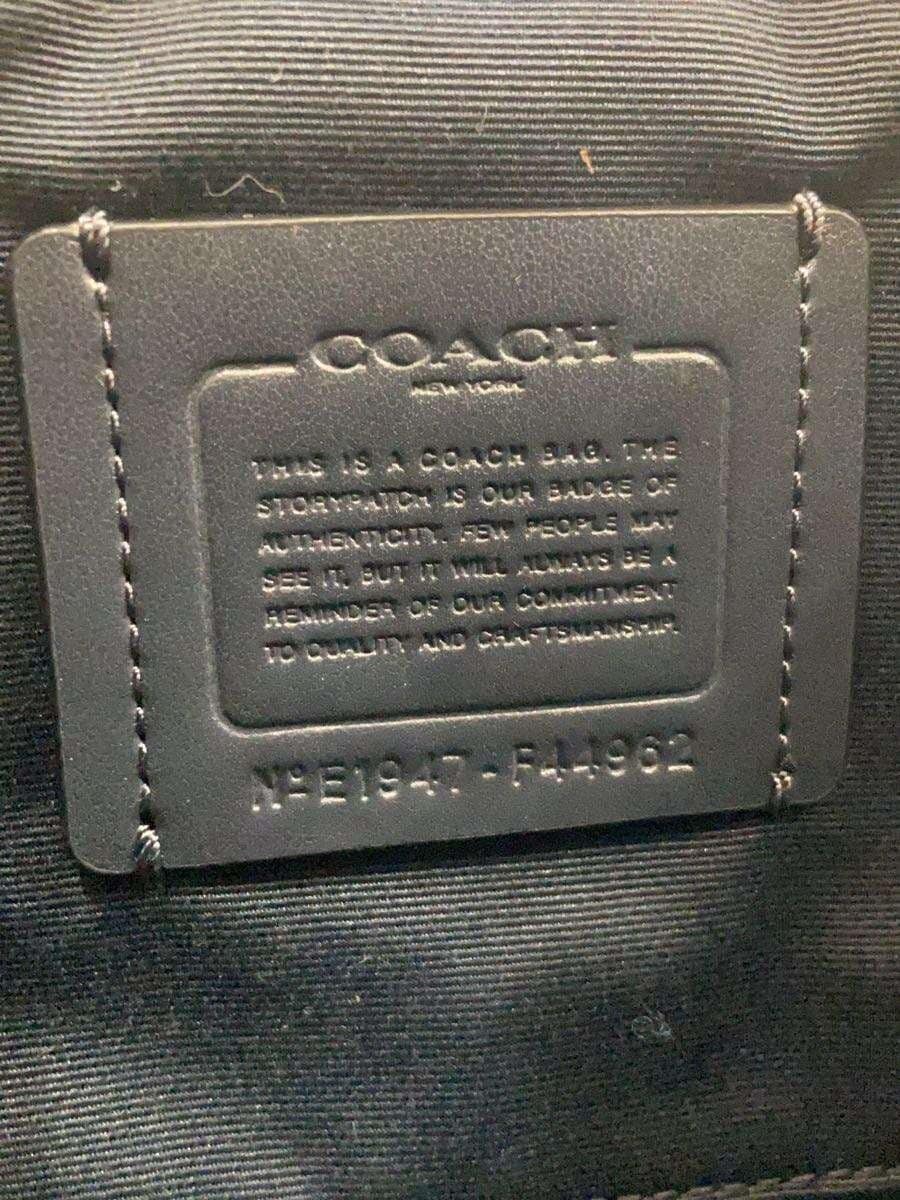 COACH
NEW YORK
THIS IS A COACH BAG. THE
STORYPATCH IS OUR BADGE OF
AUTHENTICITY. FEW PEOPLE MAY
SEE IT, BUT IT WILL ALWAYS BE A
REMINDER OF OUR COMMITMENT
TO QUALITY AND CRAFTSMANSHIP.
Nº E1947-F44962